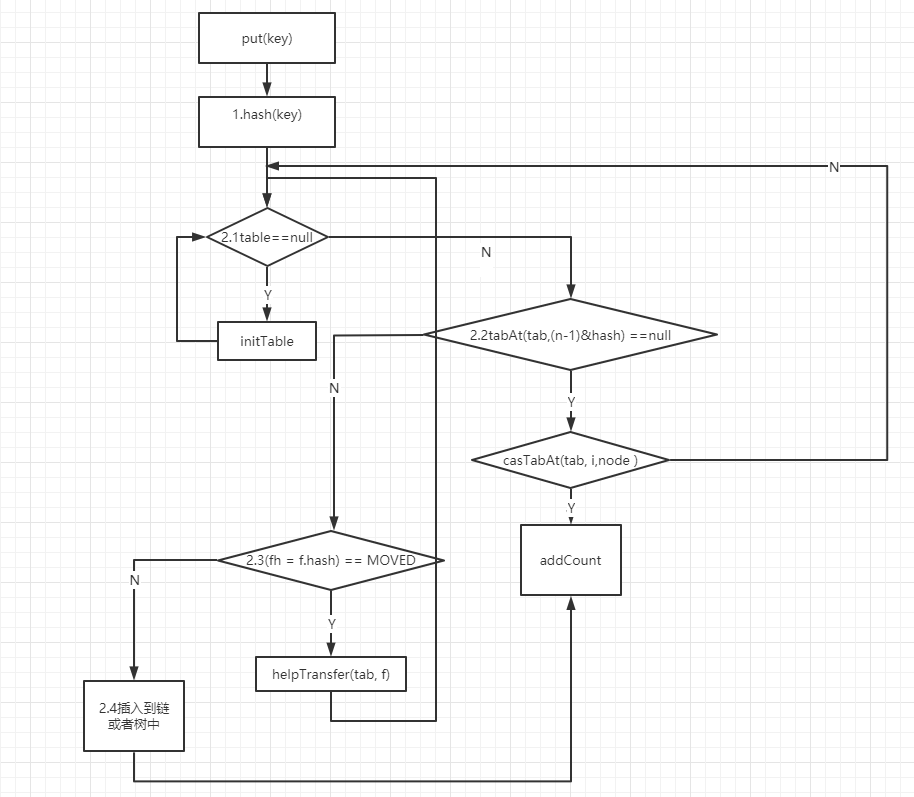 put(key)
1.hash(key)
N
2.1table==null
N
Y
initTable
2.2tabAt(tab,(n-1)&hash) ==null
N
Y
casTabAt(tab, i,node )
Y
2.3(fh = f.hash) == MOVED
addCount
N
Y
helpTransfer(tab, f)
2.4插入到链
或者树中